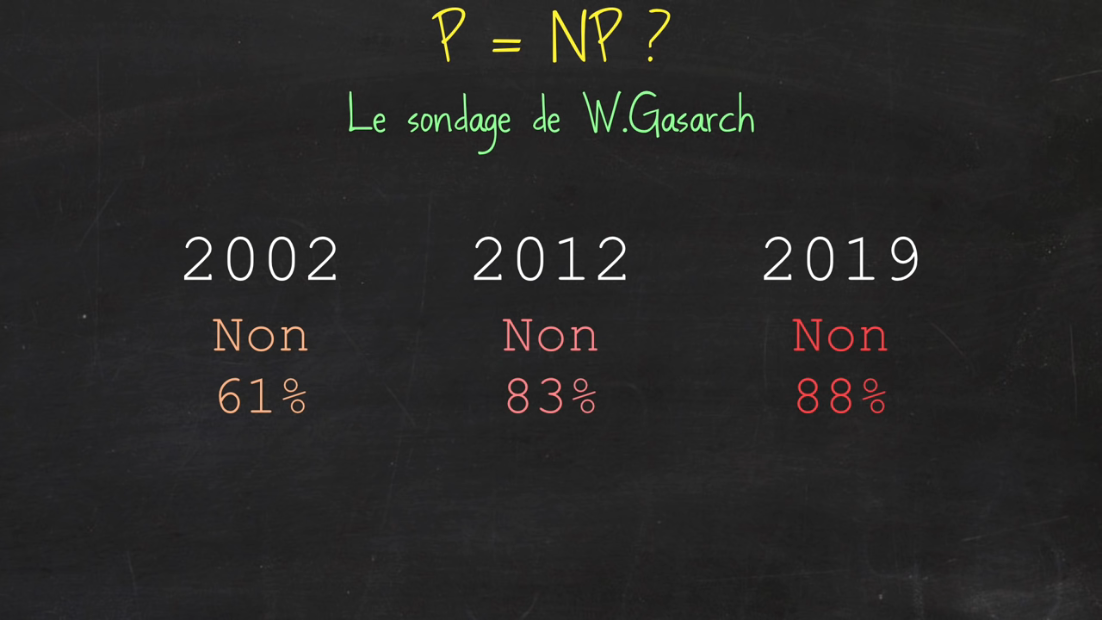 P = NP ?
Le sondage de W.Gasarch
2002 2012 2019
Non Non Non
61% 83% 88%